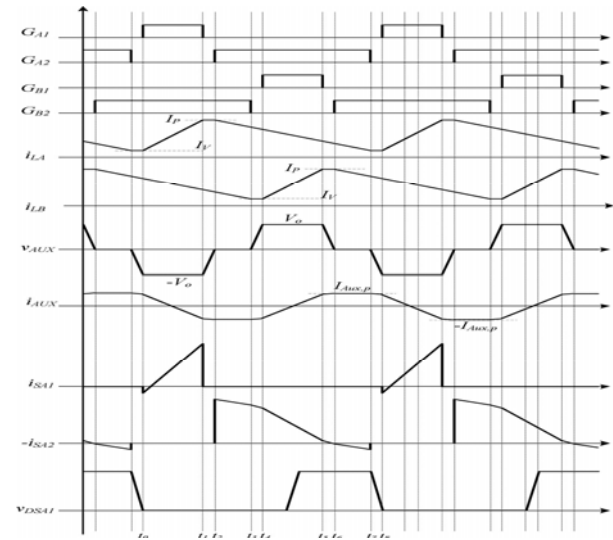 G_A1
G_A2
G_B1
G_B2
I_P
I_V
i_LA
I_P
I_V
i_LB
V_o
v_AUX
-V_o
I_Aux,p
i_AUX
-I_Aux,p
i_SA1
-i_SA2
v_DSA1
t_0 t_1 t_2 t_3 t_4 t_5 t_6 t_7 t_8